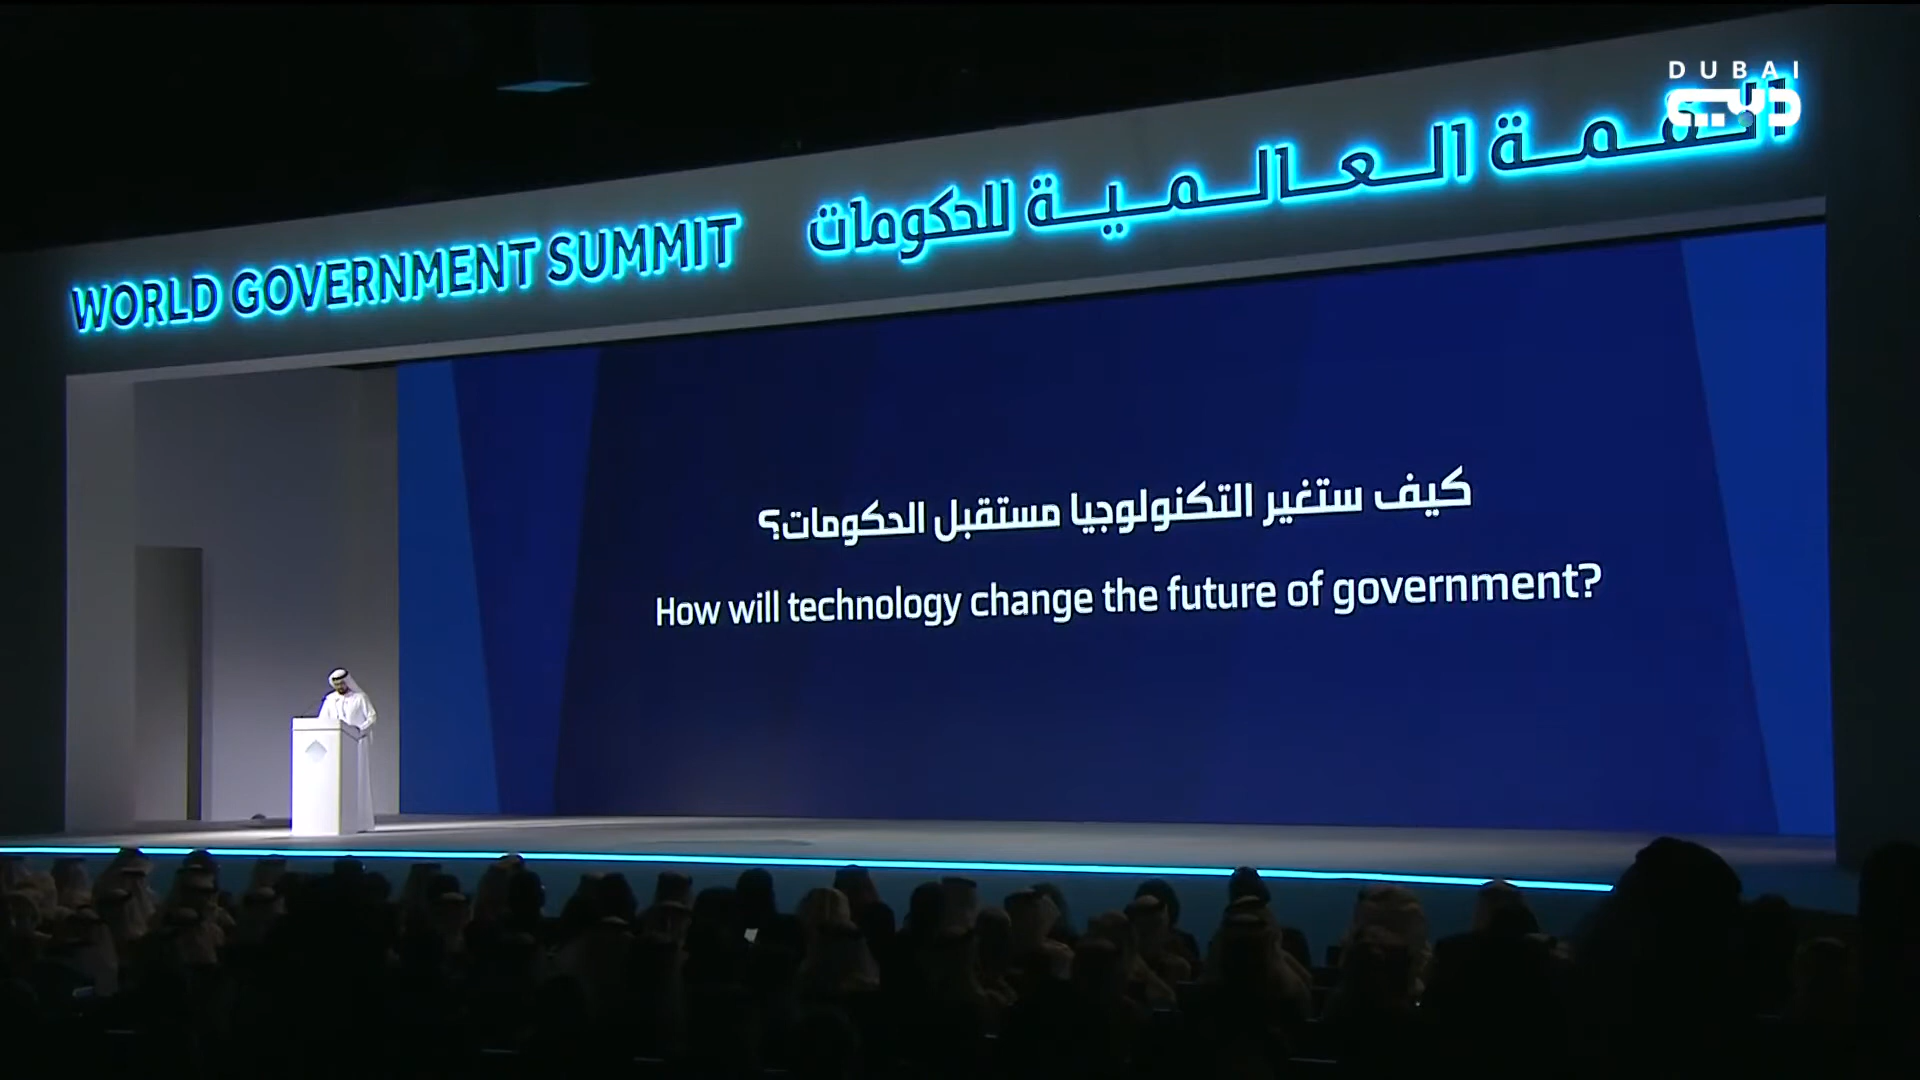 DUBAI
دبي
WORLD GOVERNMENT SUMMIT القمة العالمية للحكومات
كيف ستغير التكنولوجيا مستقبل الحكومات؟
How will technology change the future of government?